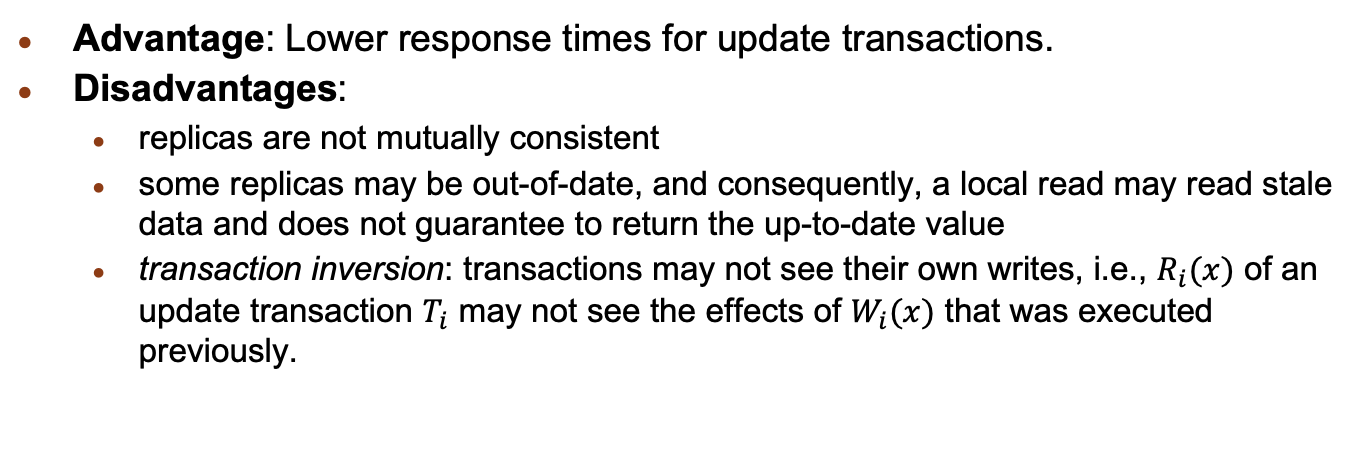 • Advantage: Lower response times for update transactions.
• Disadvantages:
• replicas are not mutually consistent
• some replicas may be out-of-date, and consequently, a local read may read stale
data and does not guarantee to return the up-to-date value
• transaction inversion: transactions may not see their own writes, i.e., 𝑅ᵢ(𝑥) of an
update transaction 𝑇ᵢ may not see the effects of 𝑊ᵢ(𝑥) that was executed
previously.